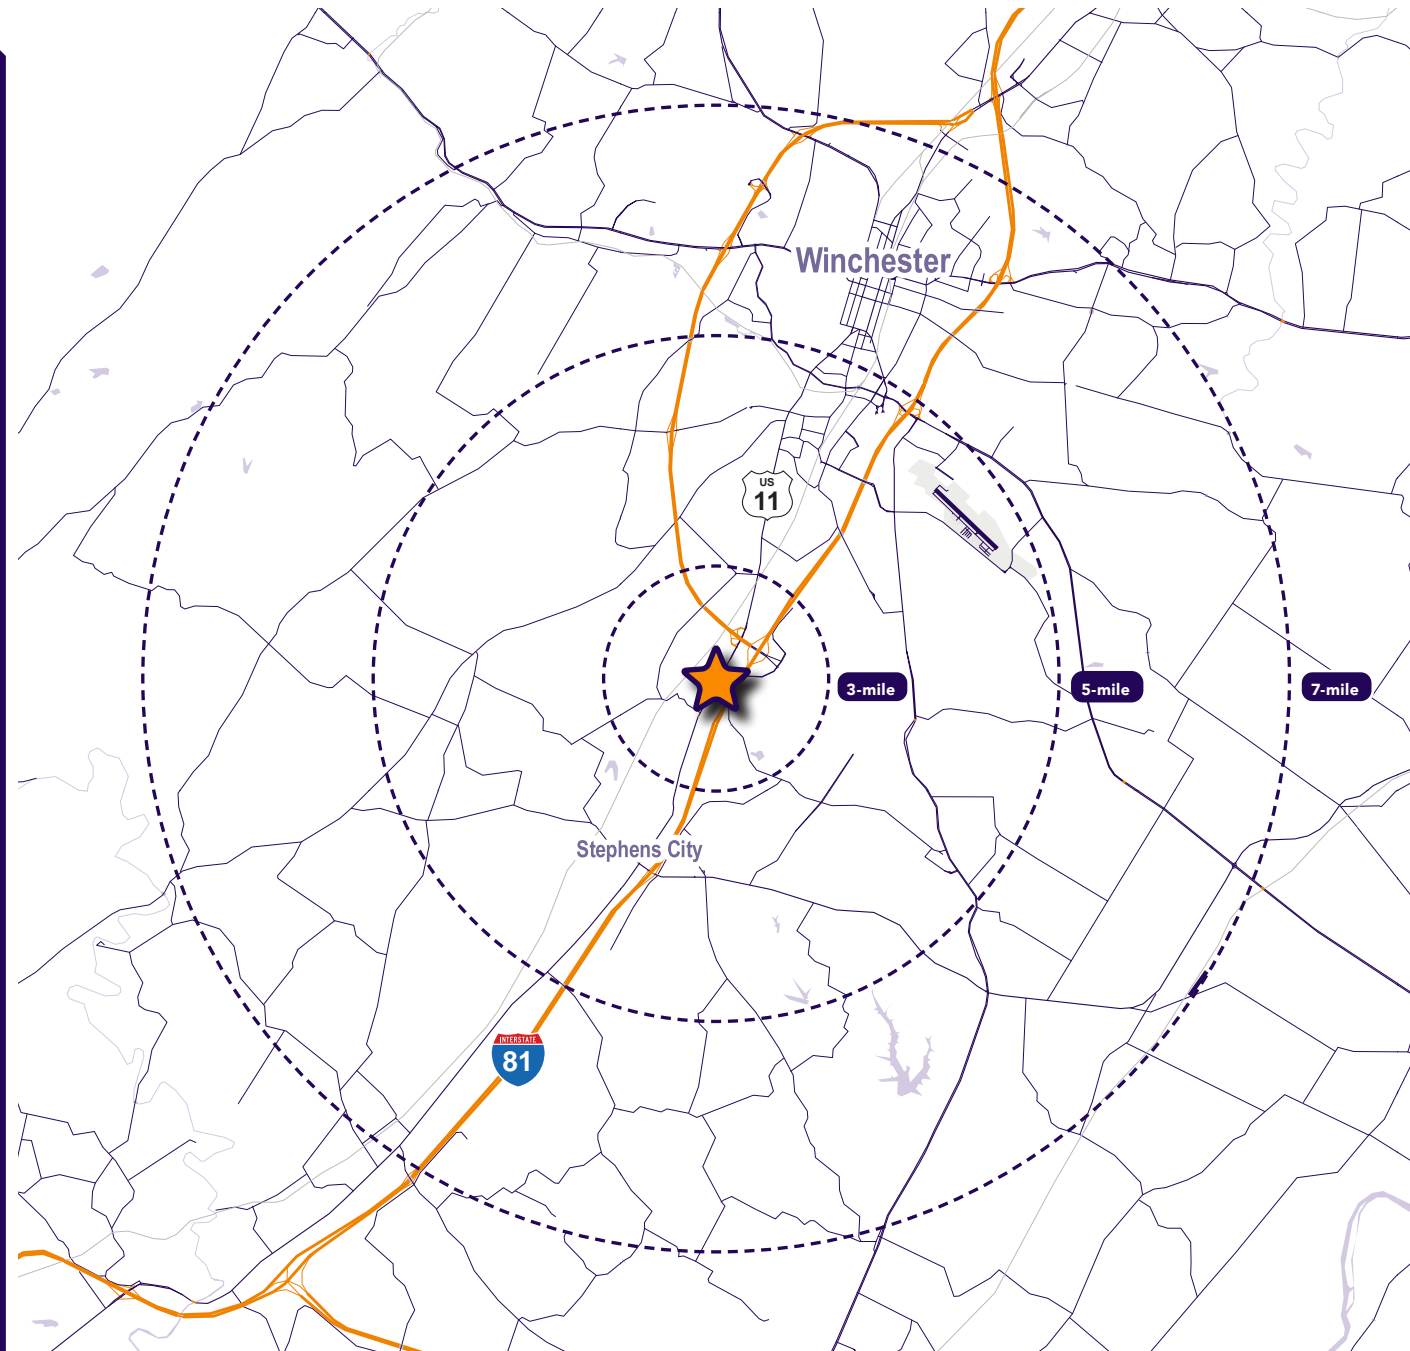 Winchester
US
11
3-mile
5-mile
7-mile
Stephens City
INTERSTATE
81